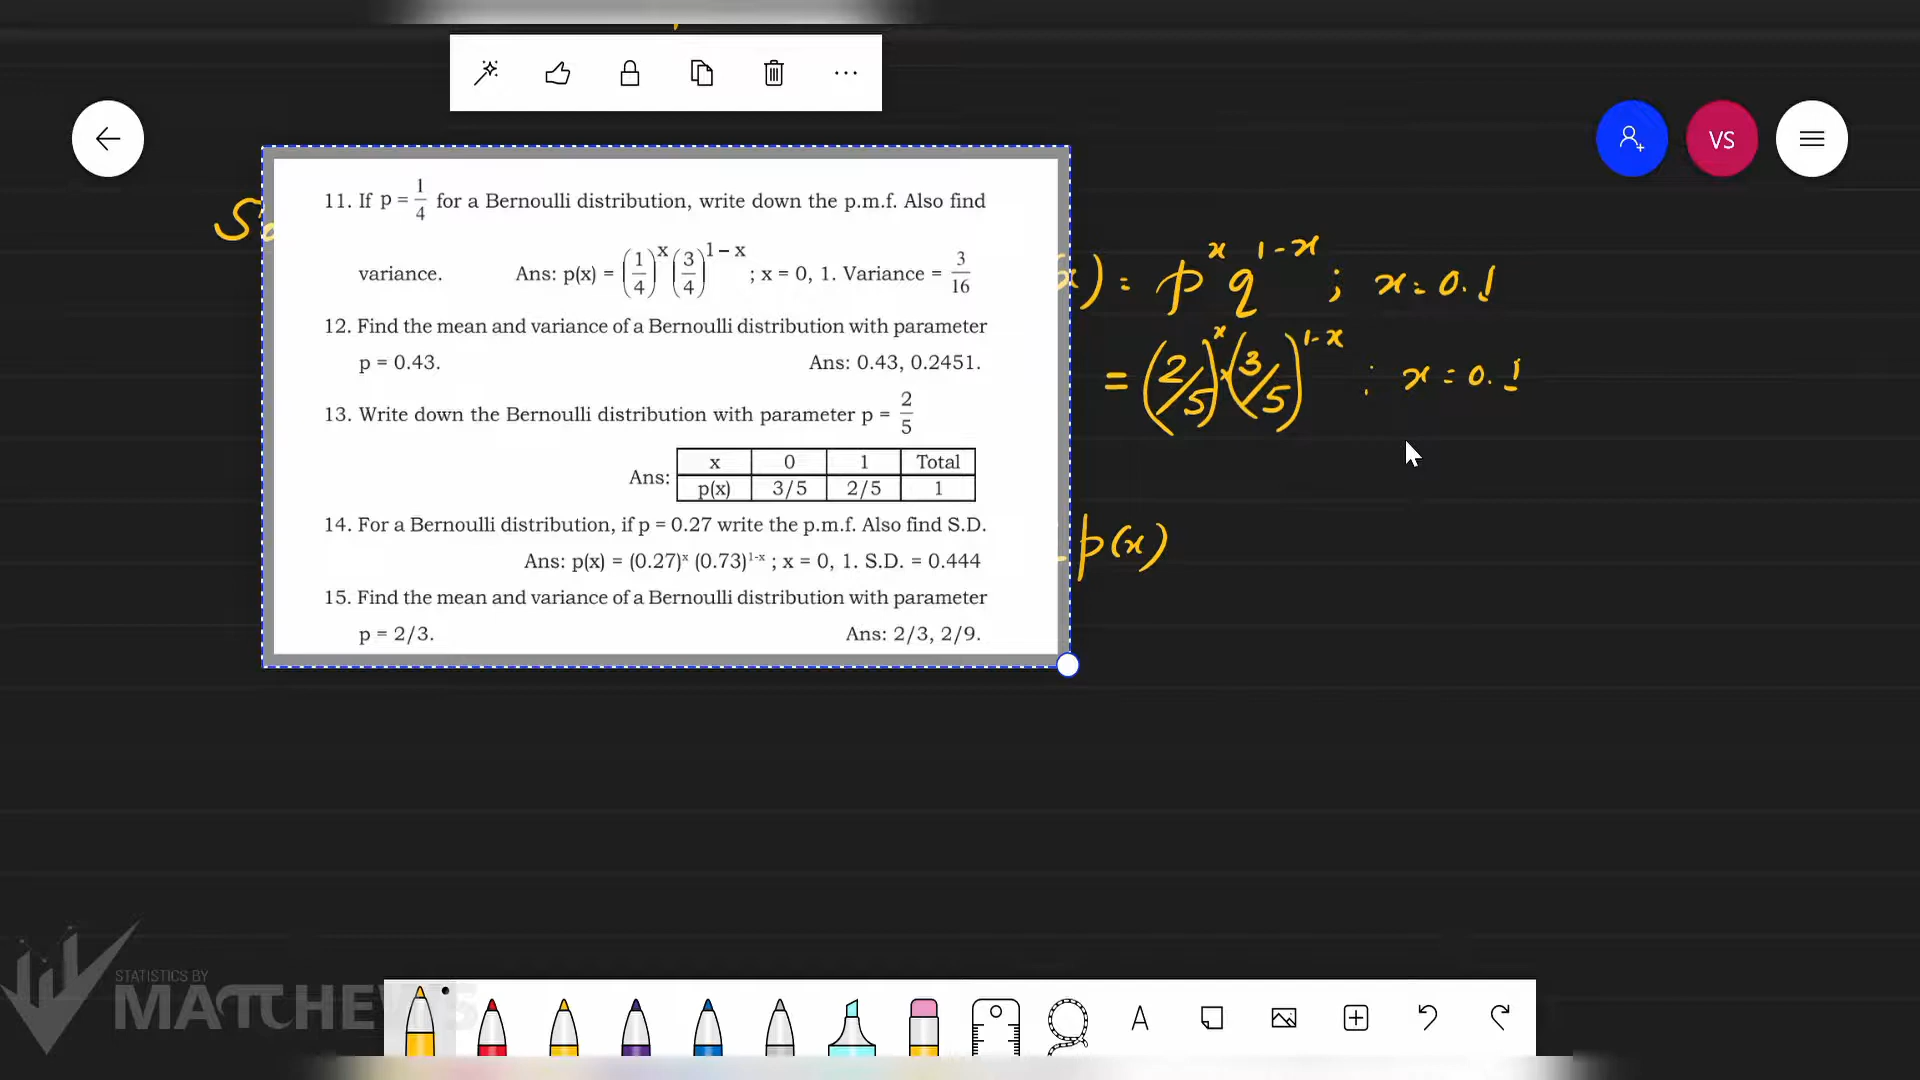 VS
11. If p = 1/4 for a Bernoulli distribution, write down the p.m.f. Also find
variance. Ans: p(x) = (1/4)^x (3/4)^(1 – x) ; x = 0, 1. Variance = 3/16
12. Find the mean and variance of a Bernoulli distribution with parameter
p = 0.43. Ans: 0.43, 0.2451.
13. Write down the Bernoulli distribution with parameter p = 2/5
Ans: x 0 1 Total
p(x) 3/5 2/5 1
14. For a Bernoulli distribution, if p = 0.27 write the p.m.f. Also find S.D.
Ans: p(x) = (0.27)^x (0.73)^(1-x) ; x = 0, 1. S.D. = 0.444
15. Find the mean and variance of a Bernoulli distribution with parameter
p = 2/3. Ans: 2/3, 2/9.
x) = p^x q^(1-x) ; x = 0, 1
= (2/5)^x × (3/5)^(1-x) ; x = 0, 1
p(x)
STATISTICS BY
MATTHEWS
A